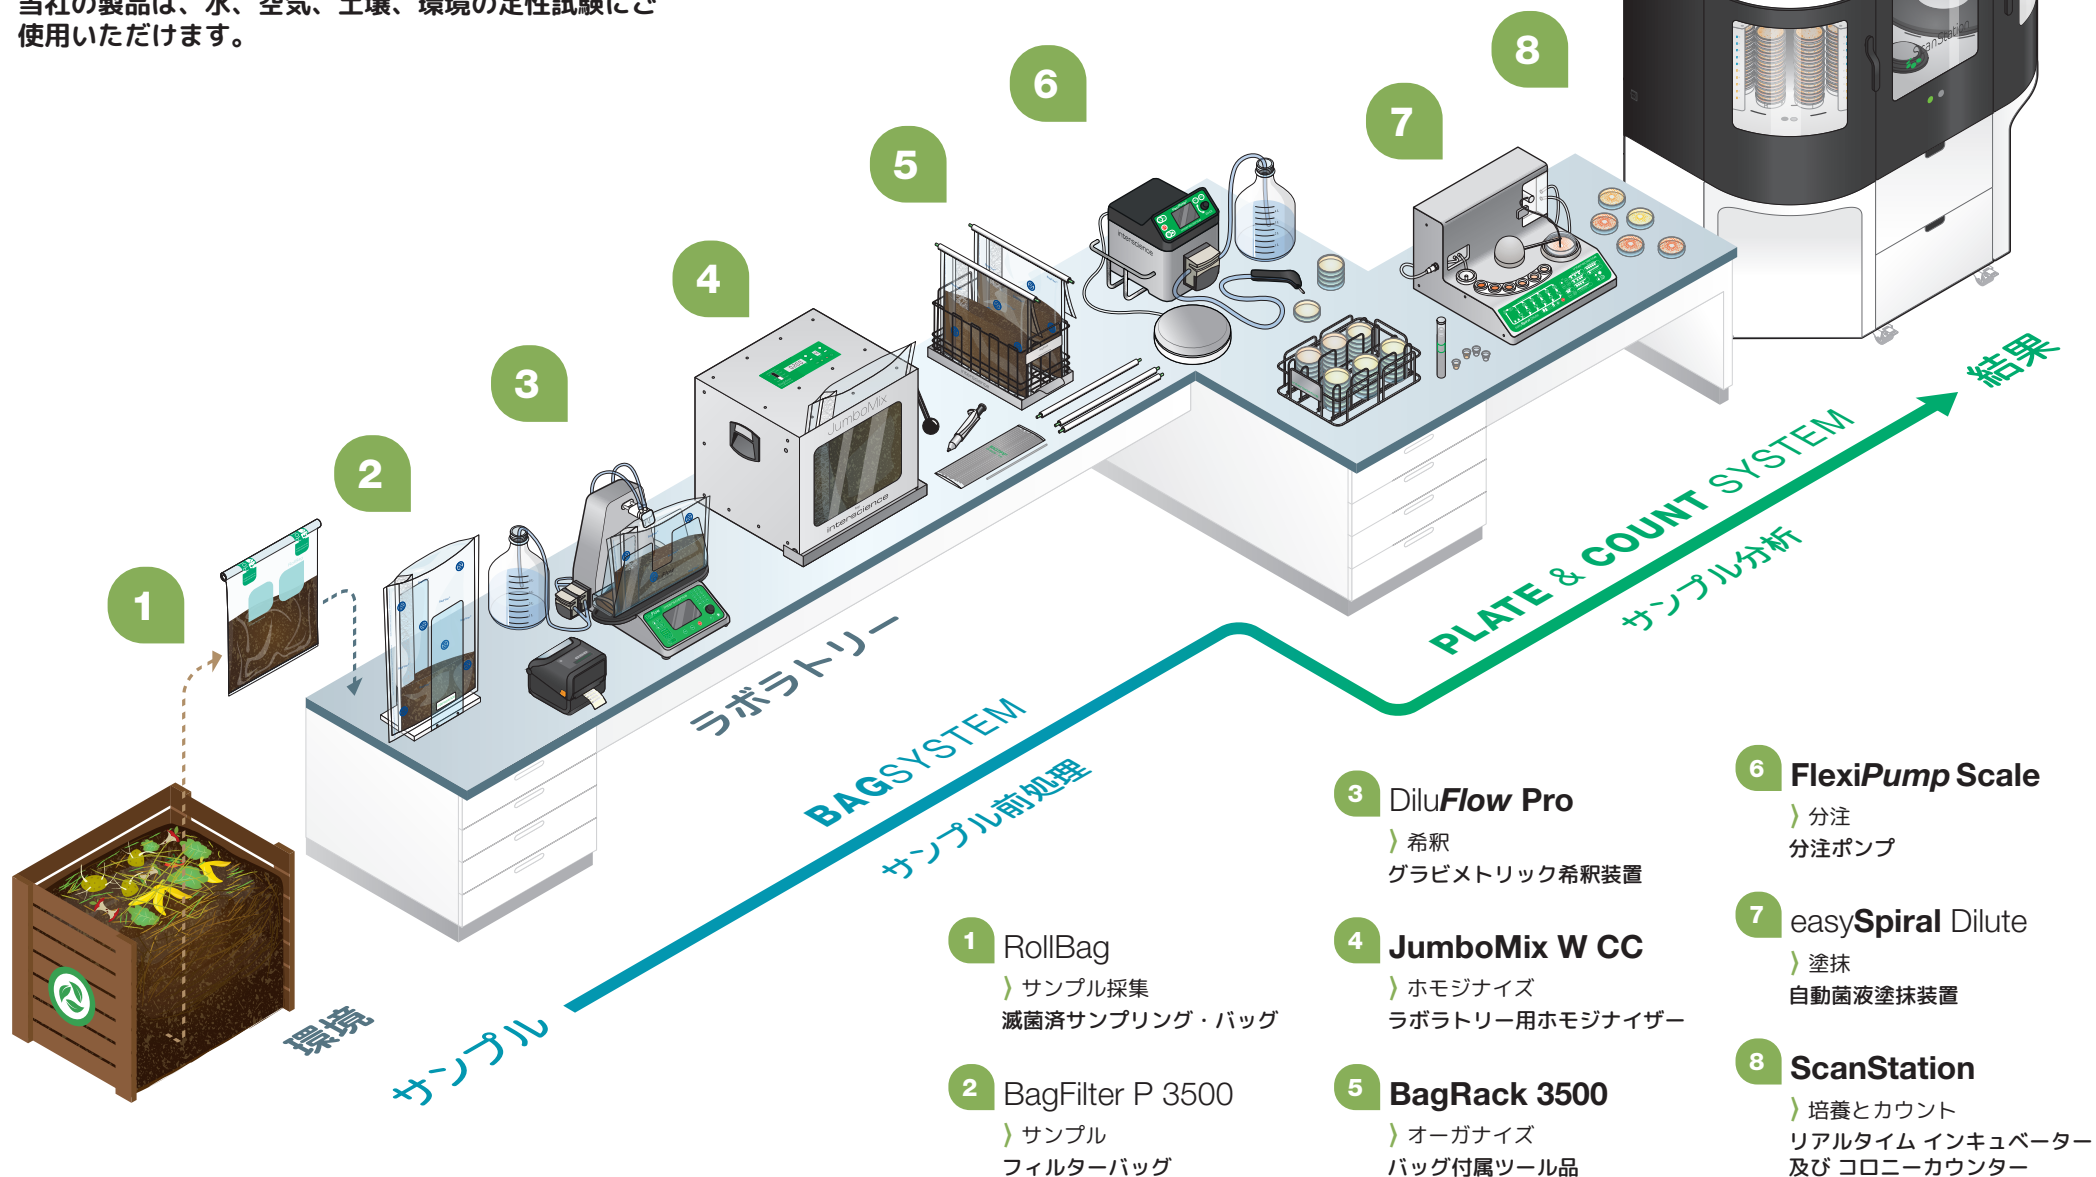 当社の製品は、水、空気、土壌、環境の定性試験にご
使用いただけます。
1
2
3
4
5
6
7
8
JumboMix
interscience
interscience
ScanStation
環境
サンプル
ラボラトリー
BAGSYSTEM
サンプル前処理
PLATE & COUNT SYSTEM
サンプル分析
結果
1 RollBag
⟩ サンプル採集
滅菌済サンプリング・バッグ
2 BagFilter P 3500
⟩ サンプル
フィルターバッグ
3 DiluFlow Pro
⟩ 希釈
グラビメトリック希釈装置
4 JumboMix W CC
⟩ ホモジナイズ
ラボラトリー用ホモジナイザー
5 BagRack 3500
⟩ オーガナイズ
バッグ付属ツール品
6 FlexiPump Scale
⟩ 分注
分注ポンプ
7 easySpiral Dilute
⟩ 塗抹
自動菌液塗抹装置
8 ScanStation
⟩ 培養とカウント
リアルタイム インキュベーター
及び コロニーカウンター